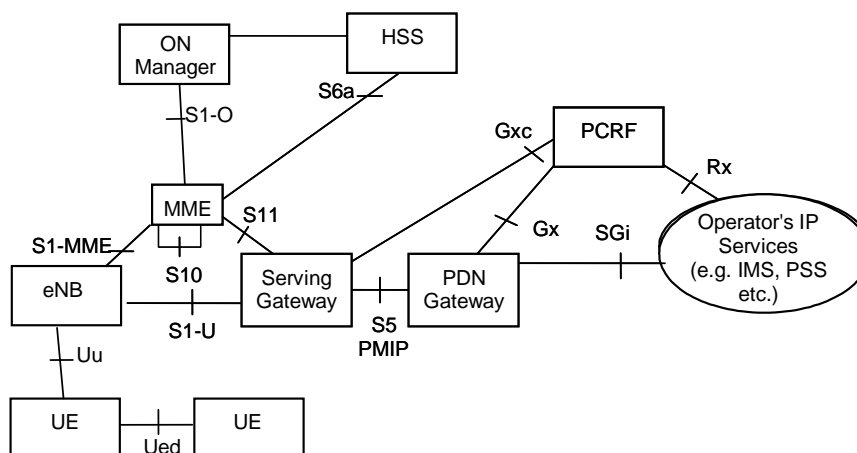 ON
Manager
HSS
S6a
S1-O
Gxc
PCRF
Rx
MME
S11
S1-MME
S10
Gx
SGi
Operator's IP
Services
(e.g. IMS, PSS
etc.)
eNB
Serving
Gateway
PDN
Gateway
S1-U
S5
PMIP
Uu
UE
UE
Ued